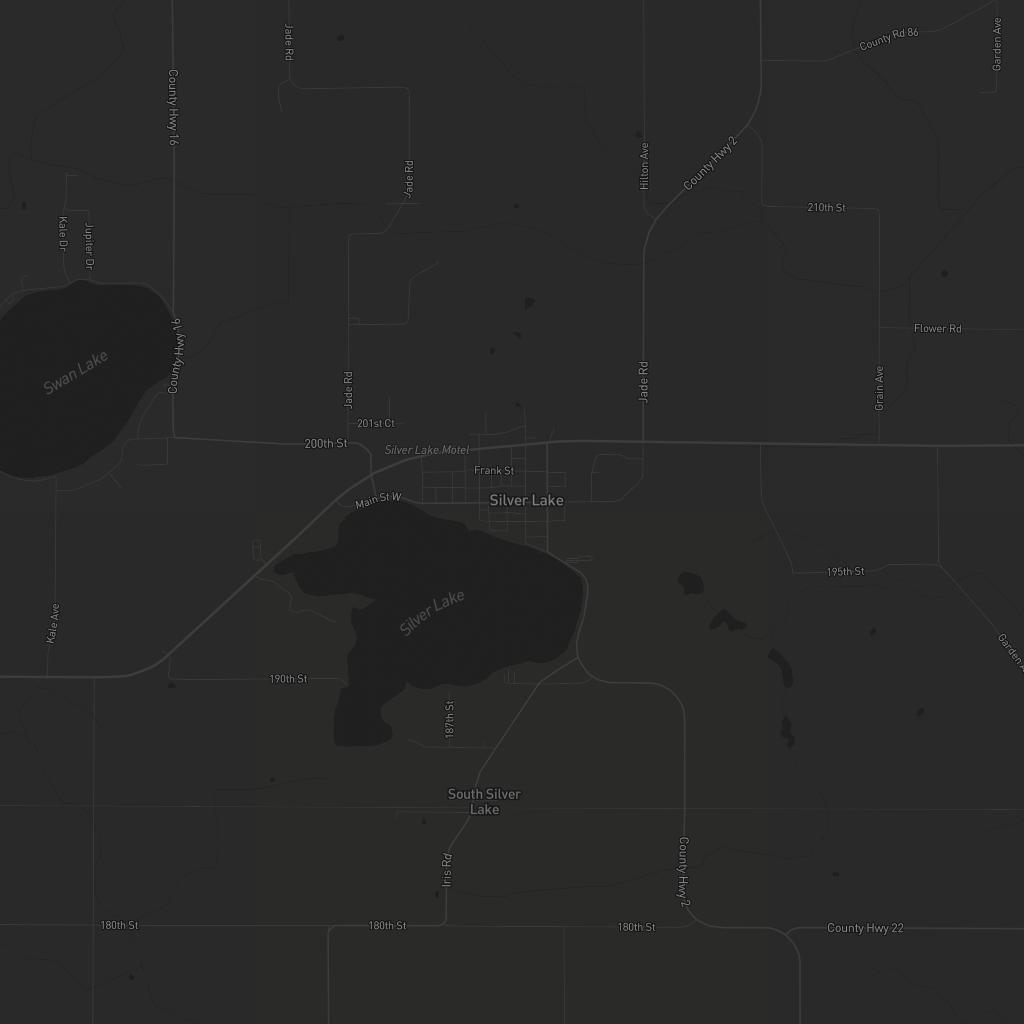 Jade Rd
County Rd 86
Garden Ave
County Hwy 16
Hilton Ave
County Hwy 2
Jade Rd
210th St
Kale Dr
Jupiter Dr
Flower Rd
County Hwy 16
Swan Lake
Jade Rd
Jade Rd
Grain Ave
201st Ct
200th St
Silver Lake Motel
Frank St
Main St W
Silver Lake
195th St
Silver Lake
Kale Ave
Garden A
190th St
187th St
South Silver
Lake
Iris Rd
County Hwy 2
180th St
180th St
180th St
County Hwy 22